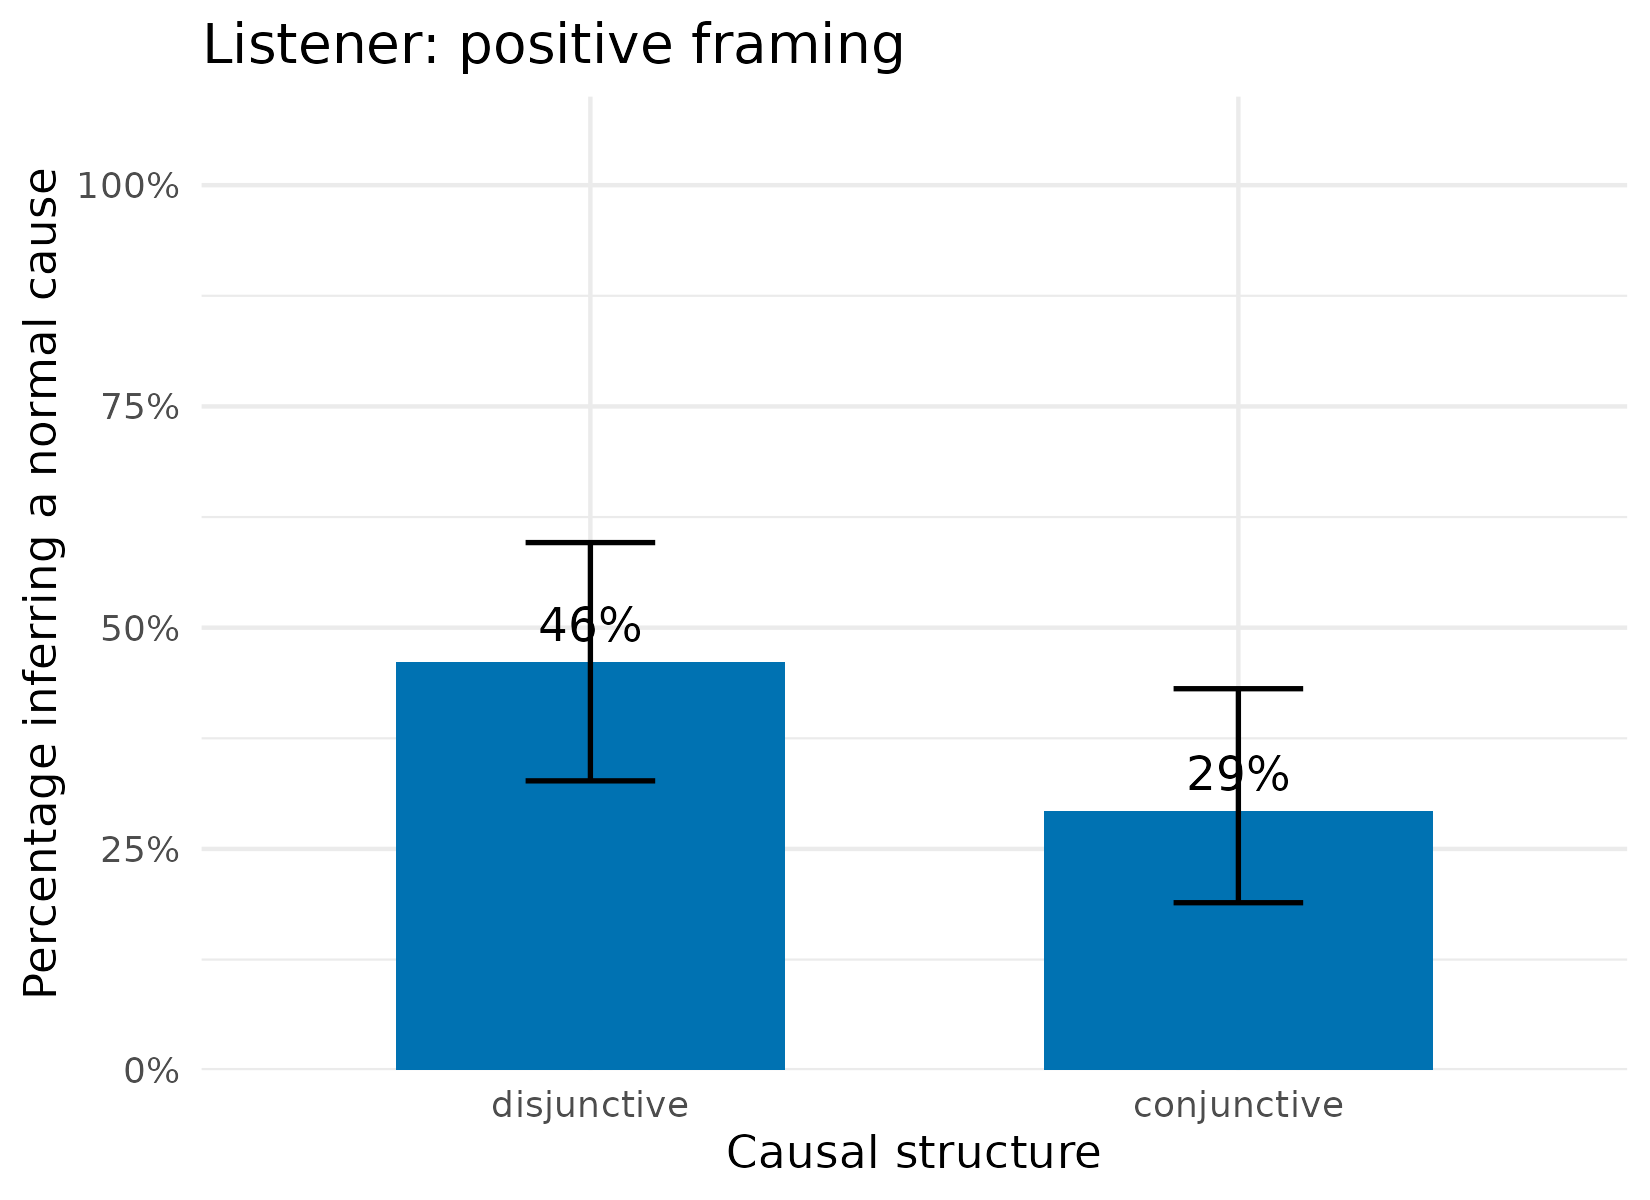 Listener: positive framing
Percentage inferring a normal cause
100%
75%
50%
25%
0%
46%
29%
disjunctive
conjunctive
Causal structure